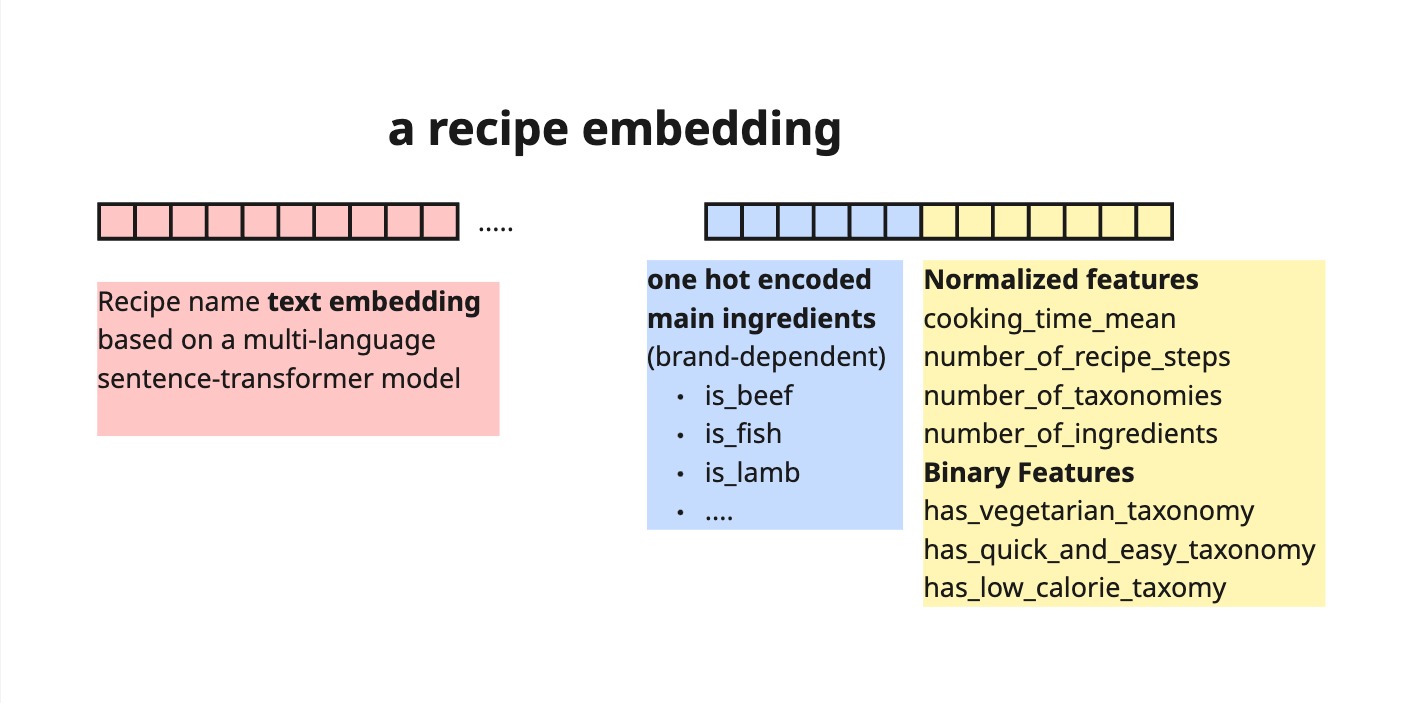 a recipe embedding
.....
Recipe name text embedding
based on a multi-language
sentence-transformer model
one hot encoded
main ingredients
(brand-dependent)
• is_beef
• is_fish
• is_lamb
• ....
Normalized features
cooking_time_mean
number_of_recipe_steps
number_of_taxonomies
number_of_ingredients
Binary Features
has_vegetarian_taxonomy
has_quick_and_easy_taxonomy
has_low_calorie_taxomy